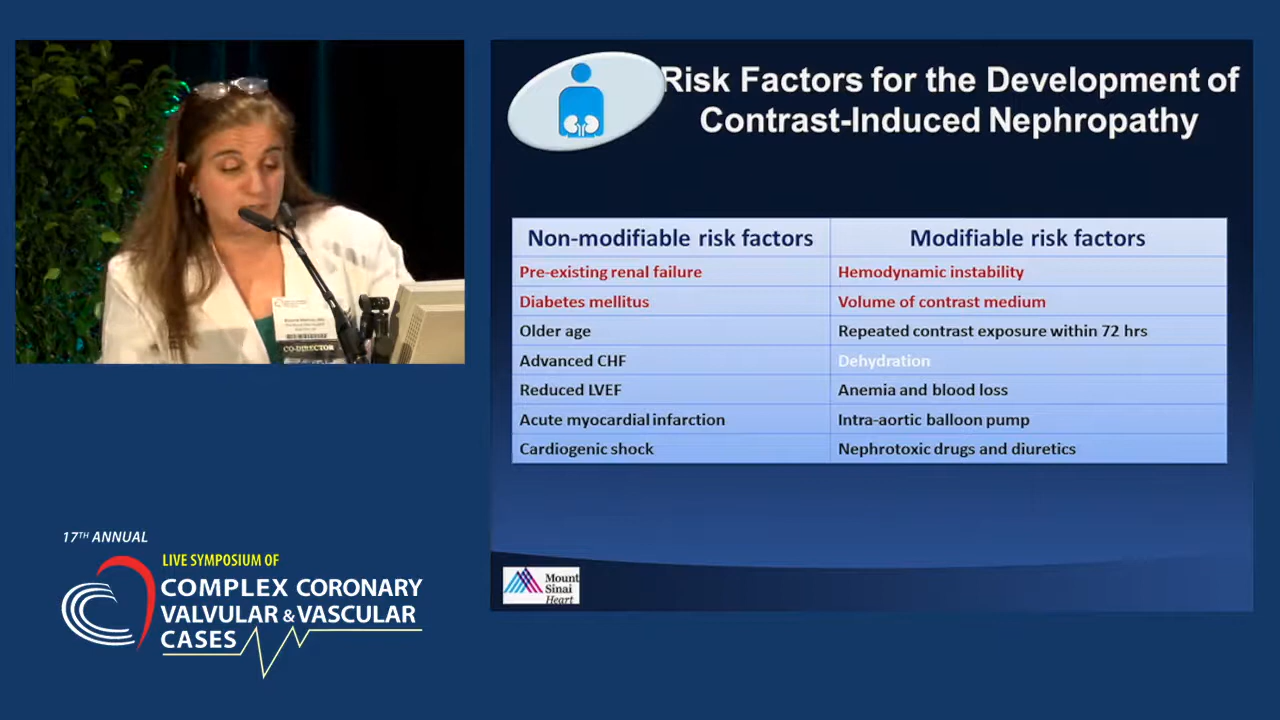 Risk Factors for the Development of
Contrast-Induced Nephropathy
Non-modifiable risk factors
Modifiable risk factors
Pre-existing renal failure
Hemodynamic instability
Diabetes mellitus
Volume of contrast medium
Older age
Repeated contrast exposure within 72 hrs
Advanced CHF
Dehydration
Reduced LVEF
Anemia and blood loss
Acute myocardial infarction
Intra-aortic balloon pump
Cardiogenic shock
Nephrotoxic drugs and diuretics
Mount
Sinai
Heart
CO-DIRECTOR
17TH ANNUAL
LIVE SYMPOSIUM OF
COMPLEX CORONARY
VALVULAR & VASCULAR
CASES